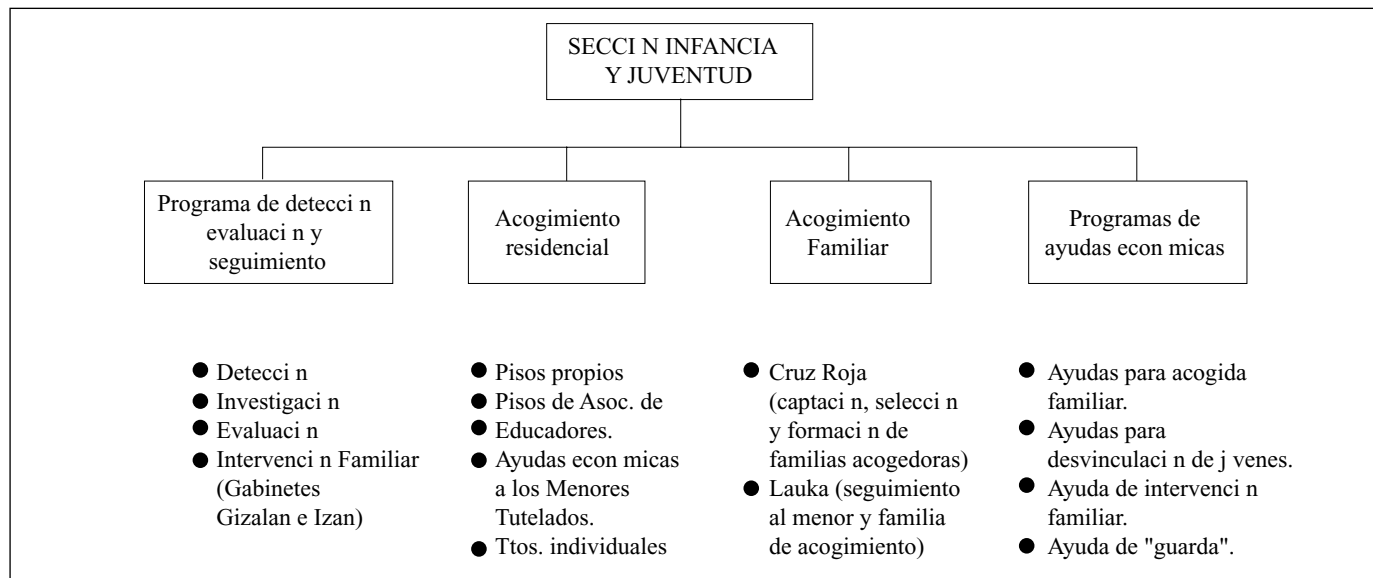 SECCI N INFANCIA
Y JUVENTUD
Programa de detecci n
evaluaci n y
seguimiento
Acogimiento
residencial
Acogimiento
Familiar
Programas de
ayudas econ micas
● Detecci n
● Investigaci n
● Evaluaci n
● Intervenci n Familiar
(Gabinetes
Gizalan e Izan)
● Pisos propios
● Pisos de Asoc. de
● Educadores.
● Ayudas econ micas
a los Menores
Tutelados.
● Ttos. individuales
● Cruz Roja
(captaci n, selecci n
y formaci n de
familias acogedoras)
● Lauka (seguimiento
al menor y familia
de acogimiento)
● Ayudas para acogida
familiar.
● Ayudas para
desvinculaci n de j venes.
● Ayuda de intervenci n
familiar.
● Ayuda de "guarda".